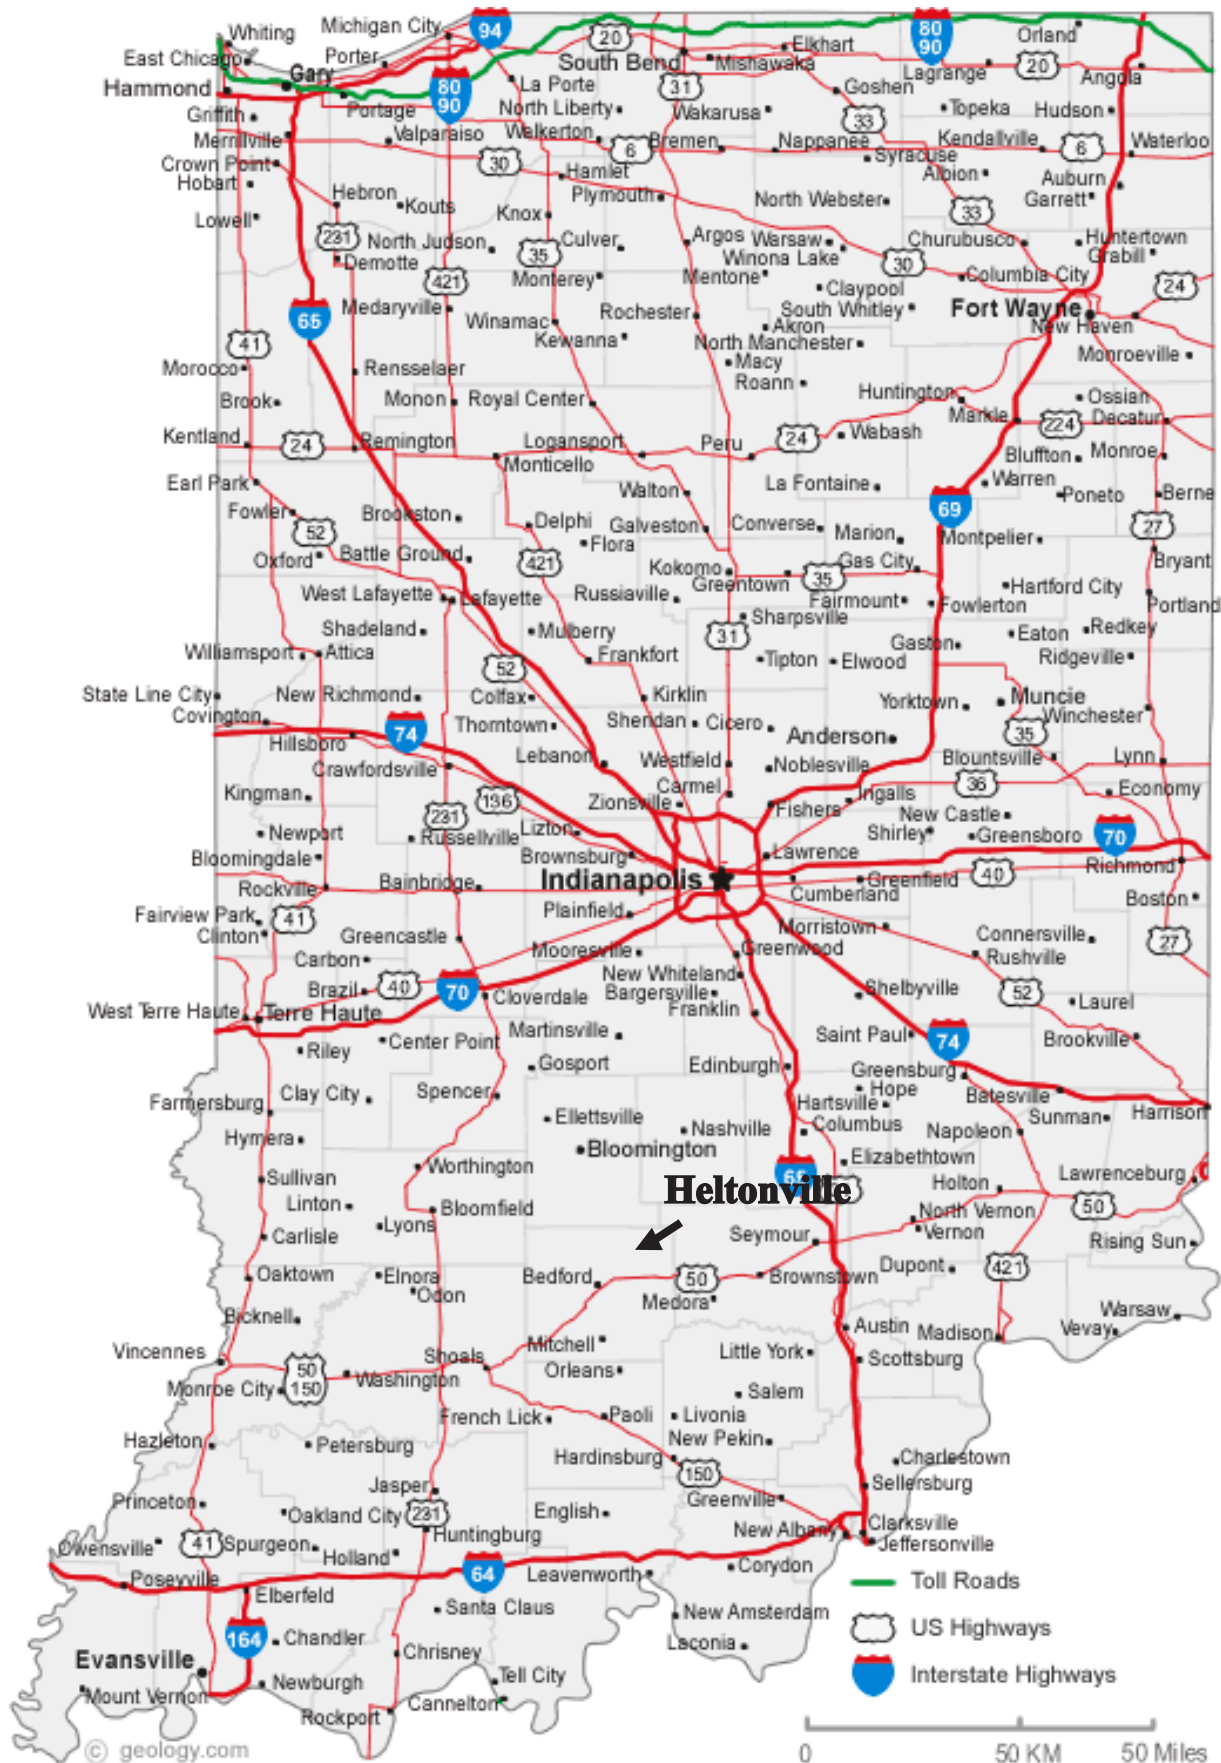 Whiting
Michigan City
94
20
80
90
Orland
East Chicago
Porter
Elkhart
South Bend
Mishawaka
Lagrange
20
Angola
Gary
Hammond
80
90
La Porte
31
Goshen
Portage
North Liberty
Wakarusa
33
Topeka
Hudson
Griffith
Merrillville
Valparaiso
Walkerton
6
Bremen
Nappanee
Kendallville
6
Waterloo
Crown Point
30
Hamlet
Syracuse
Albion
Hobart
Hebron
Kouts
Plymouth
North Webster
Auburn
Garrett
Lowell
Knox
33
231
North Judson
35
Culver
Argos
Warsaw
Churubusco
Huntertown
Demotte
Winona Lake
30
Grabill
421
Monterey
Mentone
Claypool
Columbia City
24
65
Medaryville
Winamac
Rochester
South Whitley
Fort Wayne
Akron
New Haven
41
Kewanna
North Manchester
Monroeville
Morocco
Rensselaer
Macy
Roann
Brook
Monon
Royal Center
Huntington
Ossian
Markle
224
Decatur
Kentland
24
Remington
Logansport
Peru
24
Wabash
Monticello
Bluffton
Monroe
Earl Park
Walton
La Fontaine
Warren
Poneto
Berne
Fowler
52
Brookston
Delphi
Galveston
Converse
Marion
69
27
Oxford
Battle Ground
Flora
Montpelier
421
Kokomo
Greentown
35
Gas City
Bryant
West Lafayette
Lafayette
Russiaville
Fairmount
Fowlerton
Hartford City
Portland
Shadeland
Mulberry
31
Sharpsville
Gaston
Eaton
Redkey
Williamsport
Attica
52
Frankfort
Tipton
Elwood
Ridgeville
State Line City
New Richmond
Colfax
Kirklin
Yorktown
Muncie
Covington
74
Thorntown
Sheridan
Cicero
Anderson
35
Winchester
Hillsboro
Lebanon
Westfield
Noblesville
Blountsville
Lynn
Crawfordsville
Carmel
36
Kingman
136
Zionsville
Fishers
Ingalls
Economy
231
Newport
Russellville
Lizton
New Castle
Shirley
Greensboro
70
Bloomingdale
Brownsburg
Lawrence
Richmond
Rockville
Bainbridge
Indianapolis
Cumberland
Greenfield
40
Boston
Fairview Park
41
Plainfield
Morristown
Clinton
Greencastle
Mooresville
Greenwood
Connersville
27
Carbon
New Whiteland
Rushville
Brazil
40
70
Cloverdale
Bargersville
Shelbyville
52
Laurel
West Terre Haute
Terre Haute
Franklin
Riley
Center Point
Martinsville
Saint Paul
74
Brookville
Gosport
Edinburgh
Greensburg
Clay City
Spencer
Hope
Batesville
Farmersburg
Hartsville
Sunman
Harrison
Hymera
Ellettsville
Nashville
Columbus
Napoleon
Bloomington
Elizabethtown
Sullivan
Worthington
65
Lawrenceburg
Heltonville
Holton
Linton
Bloomfield
50
Lyons
North Vernon
Carlisle
Seymour
Vernon
Rising Sun
Oaktown
Elnora
Bedford
50
Brownstown
Dupont
421
Odon
Medora
Bicknell
Warsaw
Austin
Madison
Vevay
Vincennes
Mitchell
Shoals
Little York
Scottsburg
50
150
Washington
Orleans
Monroe City
Salem
French Lick
Paoli
Livonia
Hazleton
Petersburg
New Pekin
Hardinsburg
Charlestown
150
Jasper
Sellersburg
Princeton
Oakland City
231
English
Greenville
41
Huntingburg
New Albany
Clarksville
Owensville
Spurgeon
Holland
Jeffersonville
64
Leavenworth
Corydon
Poseyville
Elberfeld
Toll Roads
Santa Claus
New Amsterdam
US Highways
164
Chandler
Laconia
Evansville
Chrisney
Interstate Highways
Newburgh
Tell City
Mount Vernon
Cannelton
Rockport
© geology.com
0 50 KM 50 Miles